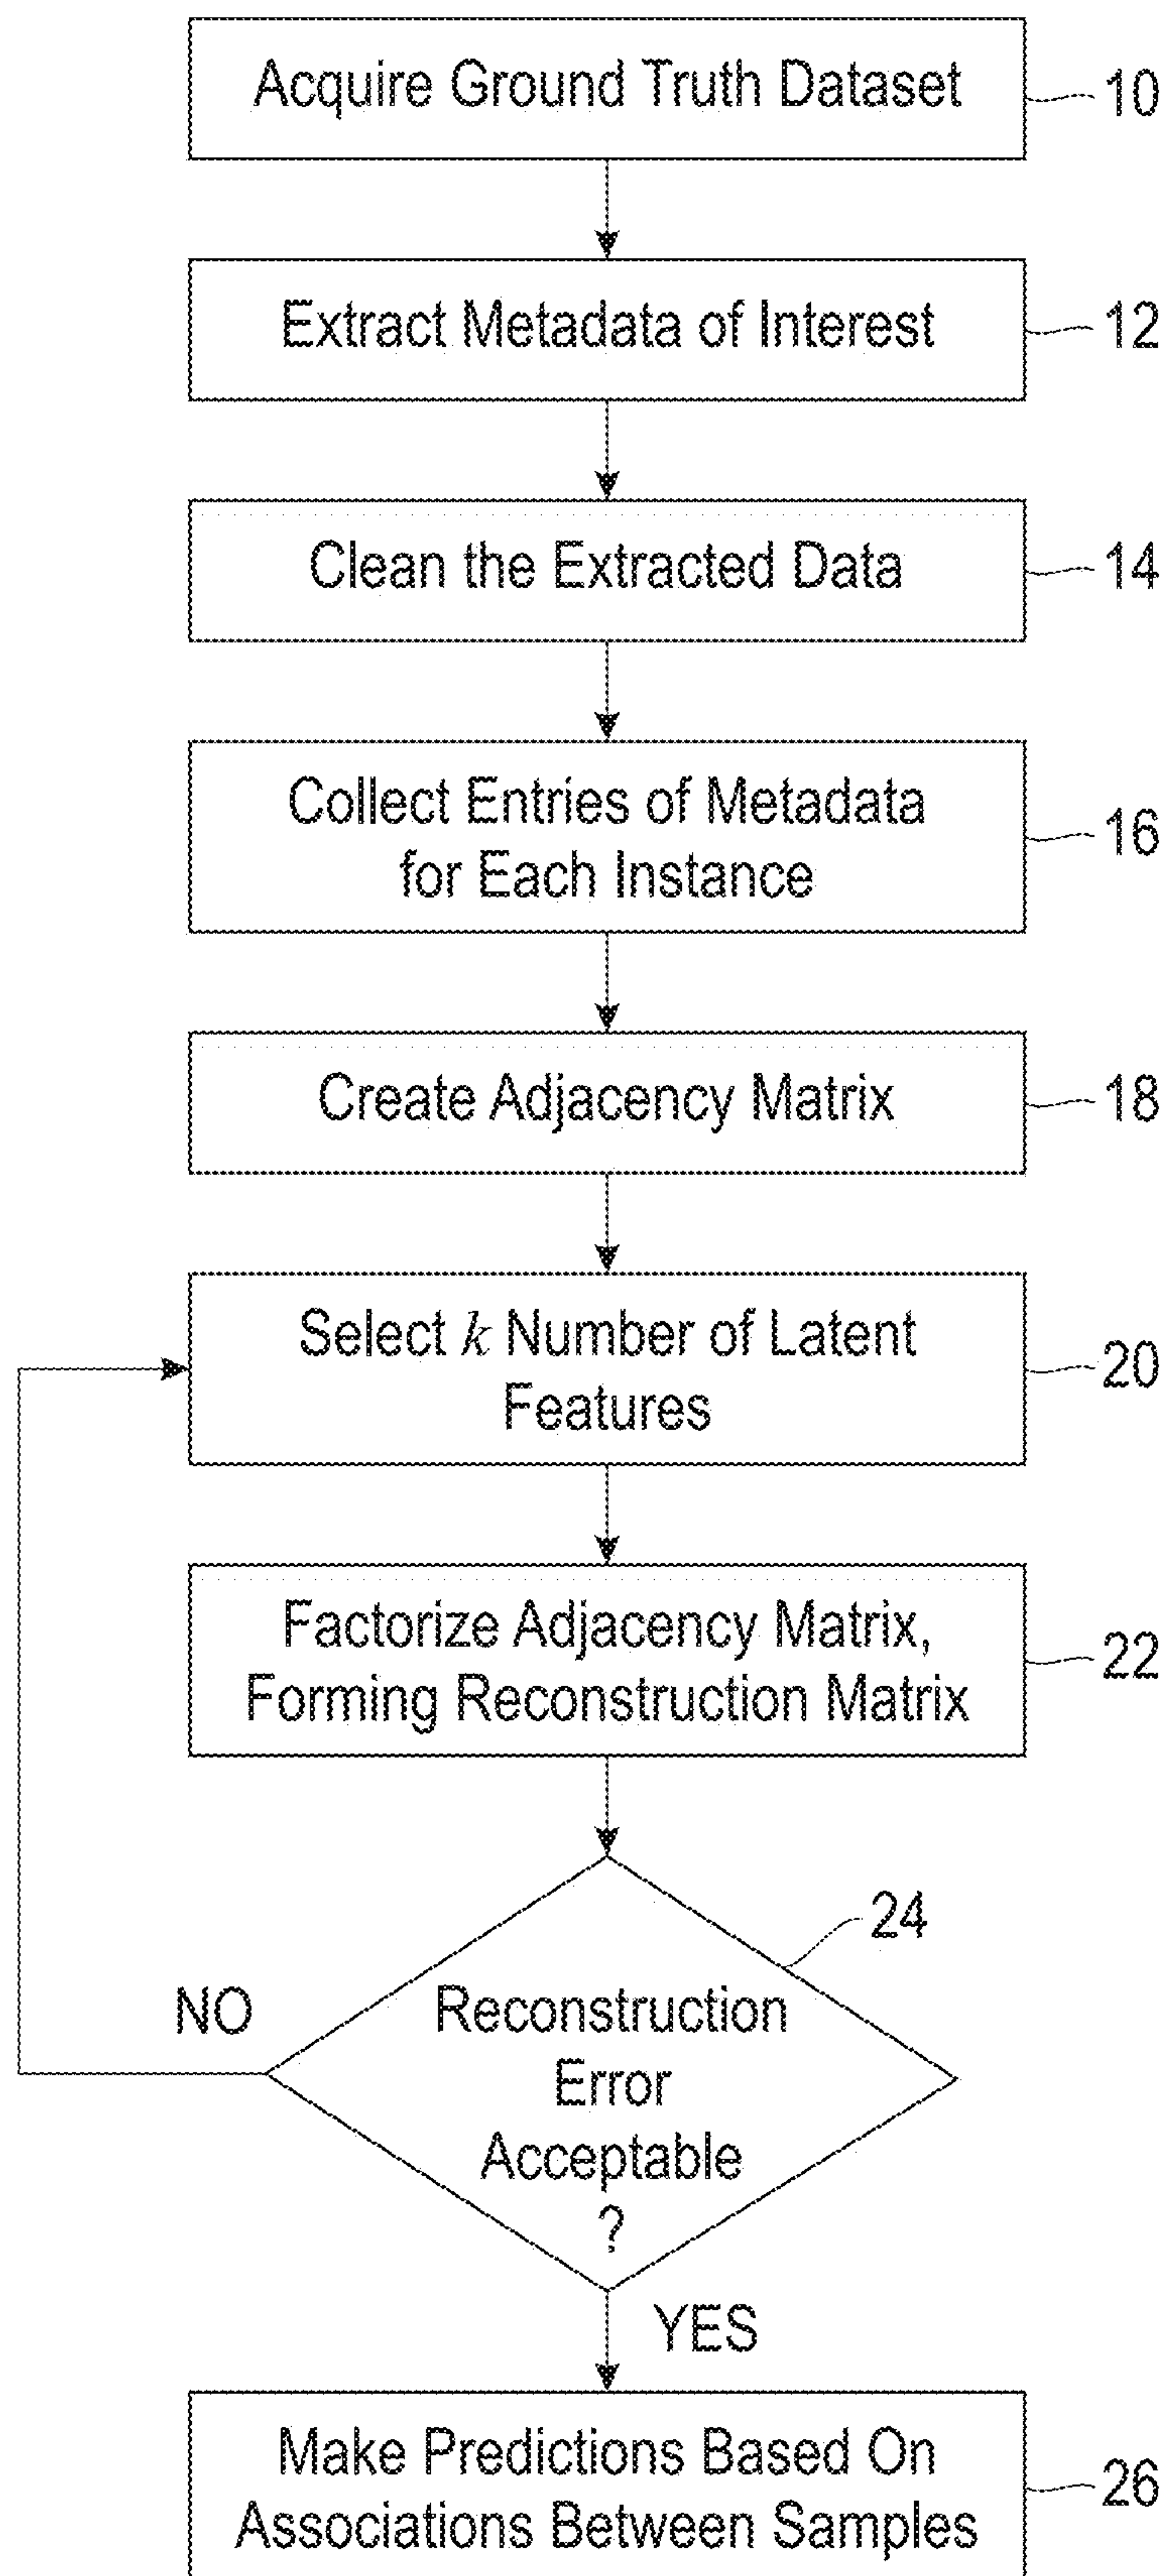 Acquire Ground Truth Dataset
10
Extract Metadata of Interest
12
Clean the Extracted Data
14
Collect Entries of Metadata
for Each Instance
16
Create Adjacency Matrix
18
Select k Number of Latent
Features
20
Factorize Adjacency Matrix,
Forming Reconstruction Matrix
22
24
Reconstruction
Error
Acceptable
?
NO
YES
Make Predictions Based On
Associations Between Samples
26